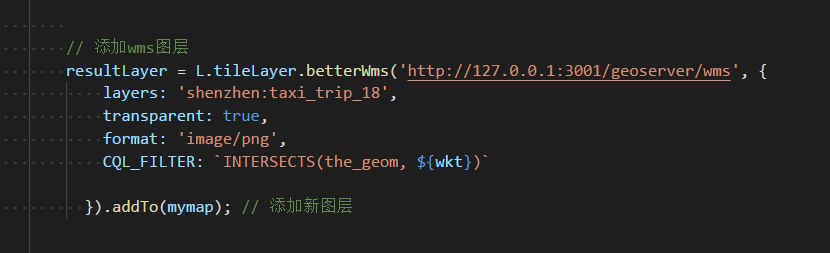 // 添加wms图层
resultLayer = L.tileLayer.betterWms('http://127.0.0.1:3001/geoserver/wms', {
layers: 'shenzhen:taxi_trip_18',
transparent: true,
format: 'image/png',
CQL_FILTER: `INTERSECTS(the_geom, ${wkt})`
}).addTo(mymap); // 添加新图层